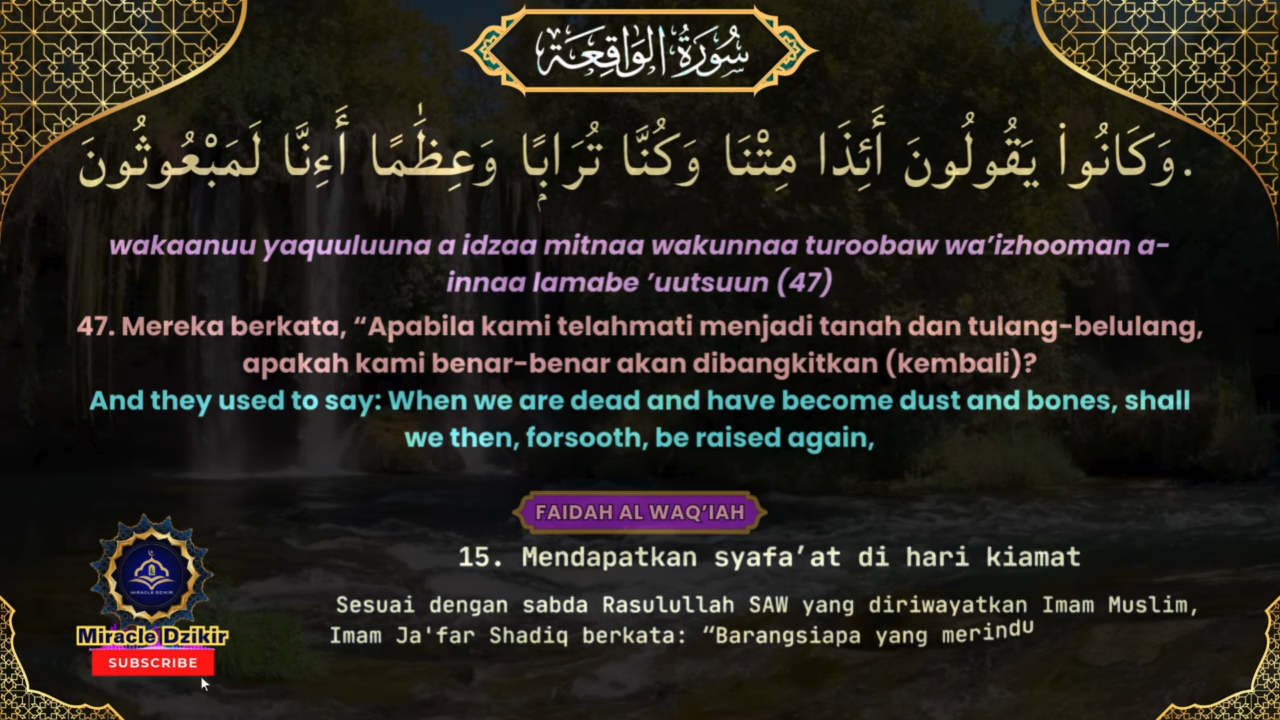 سُورَةُ الْوَاقِعَةِ
وَكَانُوا۟ يَقُولُونَ أَئِذَا مِتْنَا وَكُنَّا تُرَابًۭا وَعِظَٰمًا أَءِنَّا لَمَبْعُوثُونَ.
wakaanuu yaquuluuna a idzaa mitnaa wakunnaa turoobaw wa’izhooman a-
innaa lamabe ’uutsuun (47)
47. Mereka berkata, “Apabila kami telahmati menjadi tanah dan tulang-belulang,
apakah kami benar-benar akan dibangkitkan (kembali)?
And they used to say: When we are dead and have become dust and bones, shall
we then, forsooth, be raised again,
FAIDAH AL WAQ’IAH
15. Mendapatkan syafa’at di hari kiamat
Sesuai dengan sabda Rasulullah SAW yang diriwayatkan Imam Muslim,
Imam Ja'far Shadiq berkata: “Barangsiapa yang merindu
MIRACLE DZIKIR
Miracle Dzikir
SUBSCRIBE